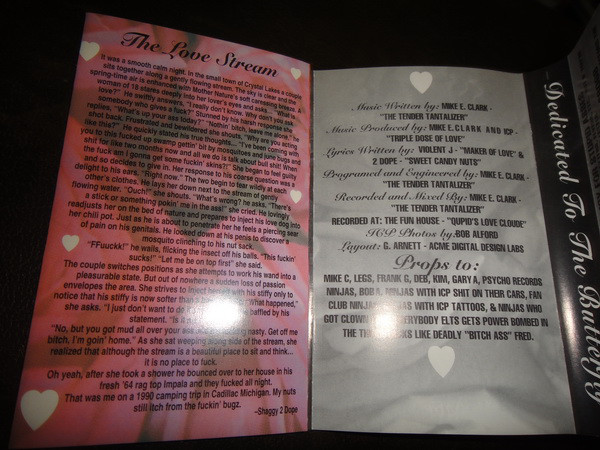 The Love Stream
It was a smooth calm night, in the small town of Crystal Lakes a couple
sits together along a gently flowing stream. The sky is clear and the
spring-time air is enhanced with Mother Nature's soft caressing breeze. A
woman of 18 stares deeply into her lover's eyes and asks, "What is
love?" He swiftly answers, "I really don't know. Why don't you ask
somebody who gives a fuck?" Stunned by his harsh response she
replies, "What's up your ass today?" "Nothin' bitch, leave me alone," he
shot back. Frustrated and bewildered she shouts, "Why are you acting
like this?" He quickly stated his true thoughts... "I've been coming with
you to this fucked up swamp gettin' bit by mosquitoes and june bugs and
shit for like two months now and all we do is talk about bull shit! When
the fuck am I gonna get some fuckin' skins?!" She began to feel guilty
and so decides to give in. Her response to his coarse question was a
delight to his ears. "Right now." The two begin to tear wildly at each
other's clothes. He lays her down next to the stream of gently
flowing water. "Ouch!" she shouts. "What's wrong? he asks. "There's
a stick or something pokin' me in the ass!" she cried. He lovingly
readjusts her on the bed of nature and prepares to inject his love dog into
her chili pot. Just as he is about to penetrate her he feels a piercing sear
of pain on his genitals. He looked down at his penis to discover a
mosquito clinching to his nut sack.
"FFuuckk!" he wails, flicking the insect off his balls. "This fuckin'
sucks!" "Let me be on top first" she said.
The couple switches positions as she attempts to work his wand into a
pleasurable state. But out of nowhere a sudden loss of passion
envelopes the area. She strives to inject herself with his stiffy only to
notice that his stiffy is now softer than a "What happened,"
she asks. "I just don't want to do baffled by his
statement. "Is it
"No, but you got mud all over your ass nasty. Get off me
bitch, I'm goin' home." As she sat weeping along side of the stream, she
realized that although the stream is a beautiful place to sit and think...
it is no place to fuck.
Oh yeah, after she took a shower he bounced over to her house in his
fresh '64 rag top Impala and they fucked all night.
That was me on a 1990 camping trip in Cadillac Michigan. My nuts
still itch from the fuckin' bugz.
-Shaggy 2 Dope
Music Written by: MIKE E. CLARK -
"THE TENDER TANTALIZER"
Music Produced by: MIKE E. CLARK AND ICP -
"TRIPLE DOSE OF LOVE"
Lyrics Written by: VIOLENT J - "MAKER OF LOVE" &
2 DOPE - "SWEET CANDY NUTS"
Programed and Engineered by: MIKE E. CLARK -
"THE TENDER TANTALIZER"
Recorded and Mixed By: MIKE E. CLARK -
"THE TENDER TANTALIZER"
RECORDED AT: THE FUN HOUSE - "QUPID'S LOVE CLOUDE"
ICP Photos by: BOB ALFORD
Layout: G. ARNETT - ACME DIGITAL DESIGN LABS
Props to:
MIKE C, LEGS, FRANK G, DEB, KIM, GARY A, PSYCHO RECORDS
NINJAS, BOB A, NINJAS WITH ICP SHIT ON THEIR CARS, FAN
CLUB NINJAS, WITH ICP TATTOOS, & NINJAS WHO
GOT CLOWN EVERYBODY ELTS GETS POWER BOMBED IN
THE LIKE DEADLY "BITCH ASS" FRED.
Dedicated To The Butterfly